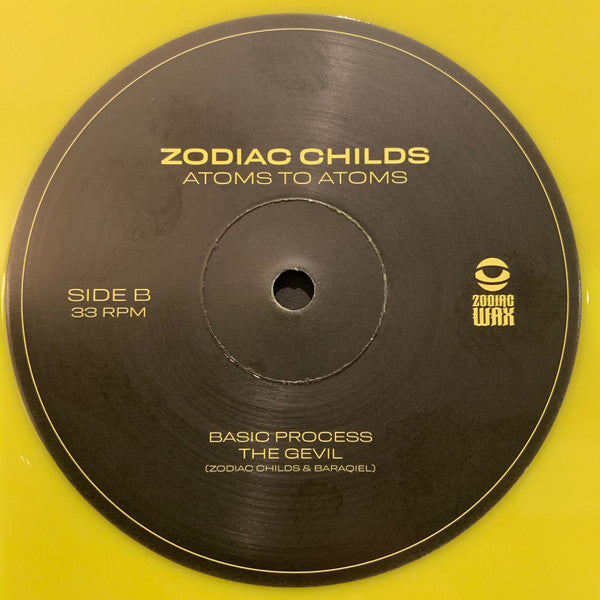 ZODIAC CHILDS
ATOMS TO ATOMS
SIDE B
33 RPM
ZODIAC
WAX
BASIC PROCESS
THE GEVIL
(ZODIAC CHILDS & BARAQIEL)